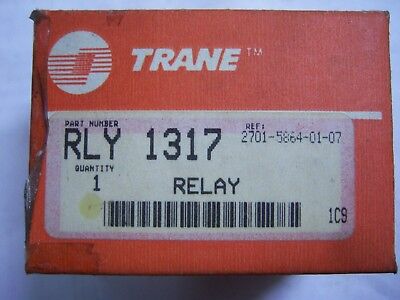 TRANE™
PART NUMBER
REF:
RLY 1317
2701-5864-01-07
QUANTITY
1
RELAY
1C9